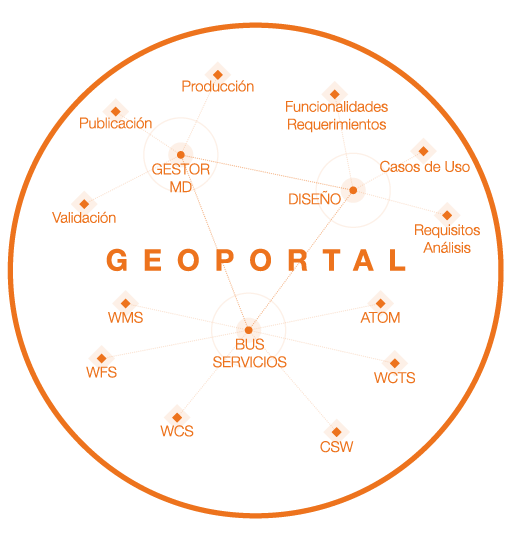 Producción
Publicación
Funcionalidades
Requerimientos
GESTOR
MD
Casos de Uso
DISEÑO
Validación
Requisitos
Análisis
GEOPORTAL
WMS
ATOM
BUS
SERVICIOS
WFS
WCTS
WCS
CSW